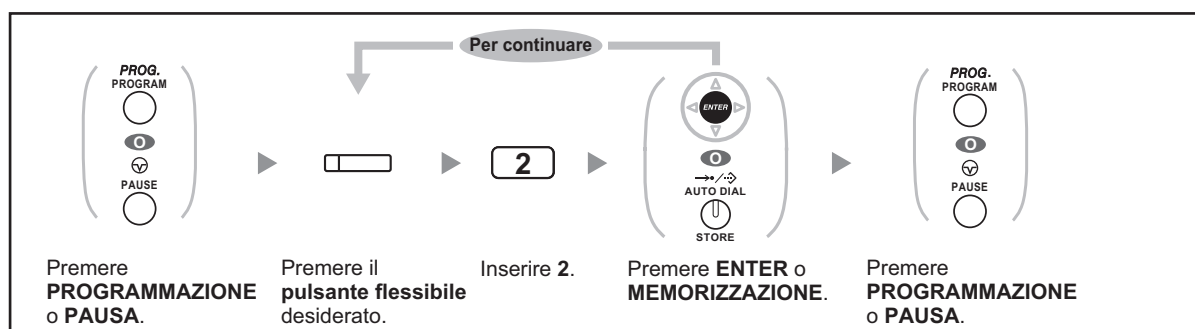 Per continuare
PROG.
PROGRAM
O
PAUSE
2
ENTER
O
AUTO DIAL
STORE
PROG.
PROGRAM
O
PAUSE
Premere
PROGRAMMAZIONE
o PAUSA.
Premere il
pulsante flessibile
desiderato.
Inserire 2.
Premere ENTER o
MEMORIZZAZIONE.
Premere
PROGRAMMAZIONE
o PAUSA.